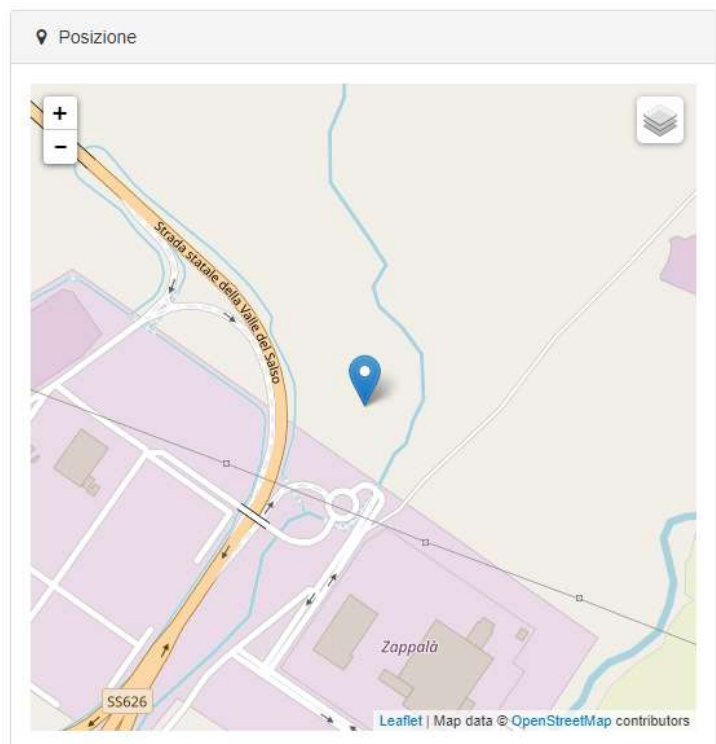 Posizione
+
−
Strada statale della Valle del Salso
Zappalà
SS626
Leaflet | Map data © OpenStreetMap contributors